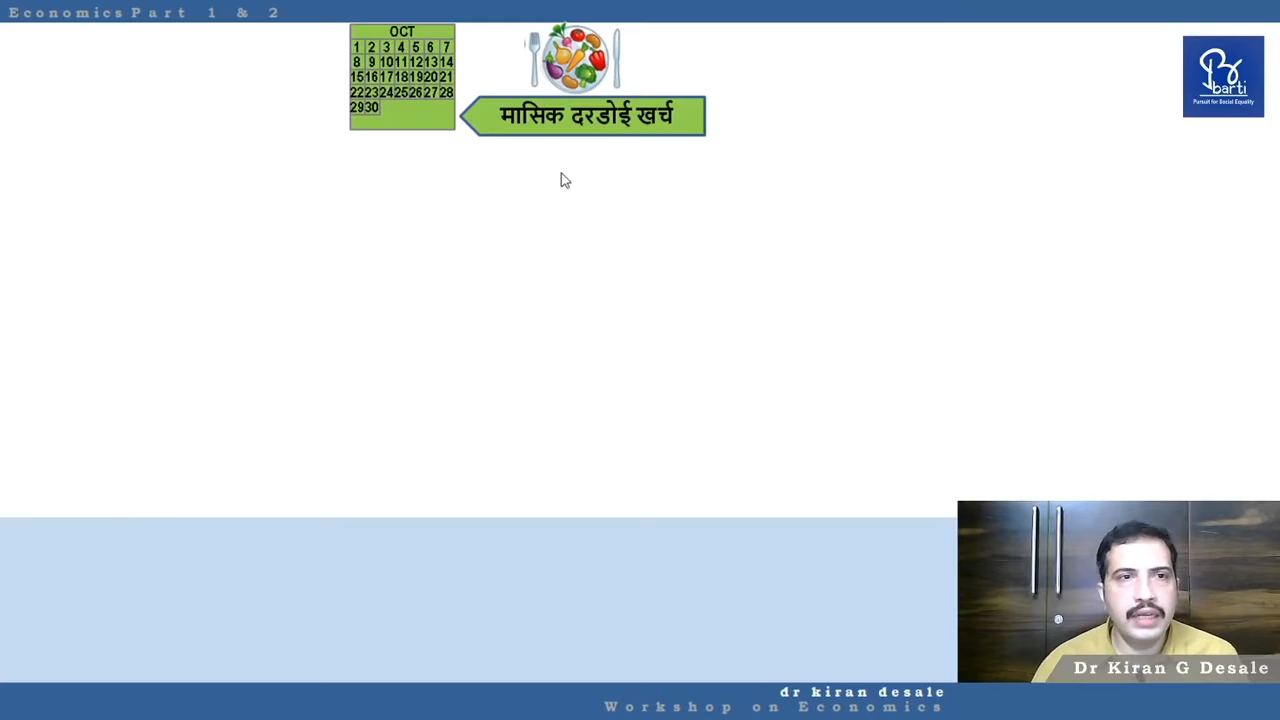 Economics Part 1 & 2
OCT
1 2 3 4 5 6 7
8 9 10 11 12 13 14
15 16 17 18 19 20 21
22 23 24 25 26 27 28
29 30
मासिक दरडोई खर्च
barti
Pursuit for Social Equality
Dr Kiran G Desale
dr kiran desale
Workshop on Economics